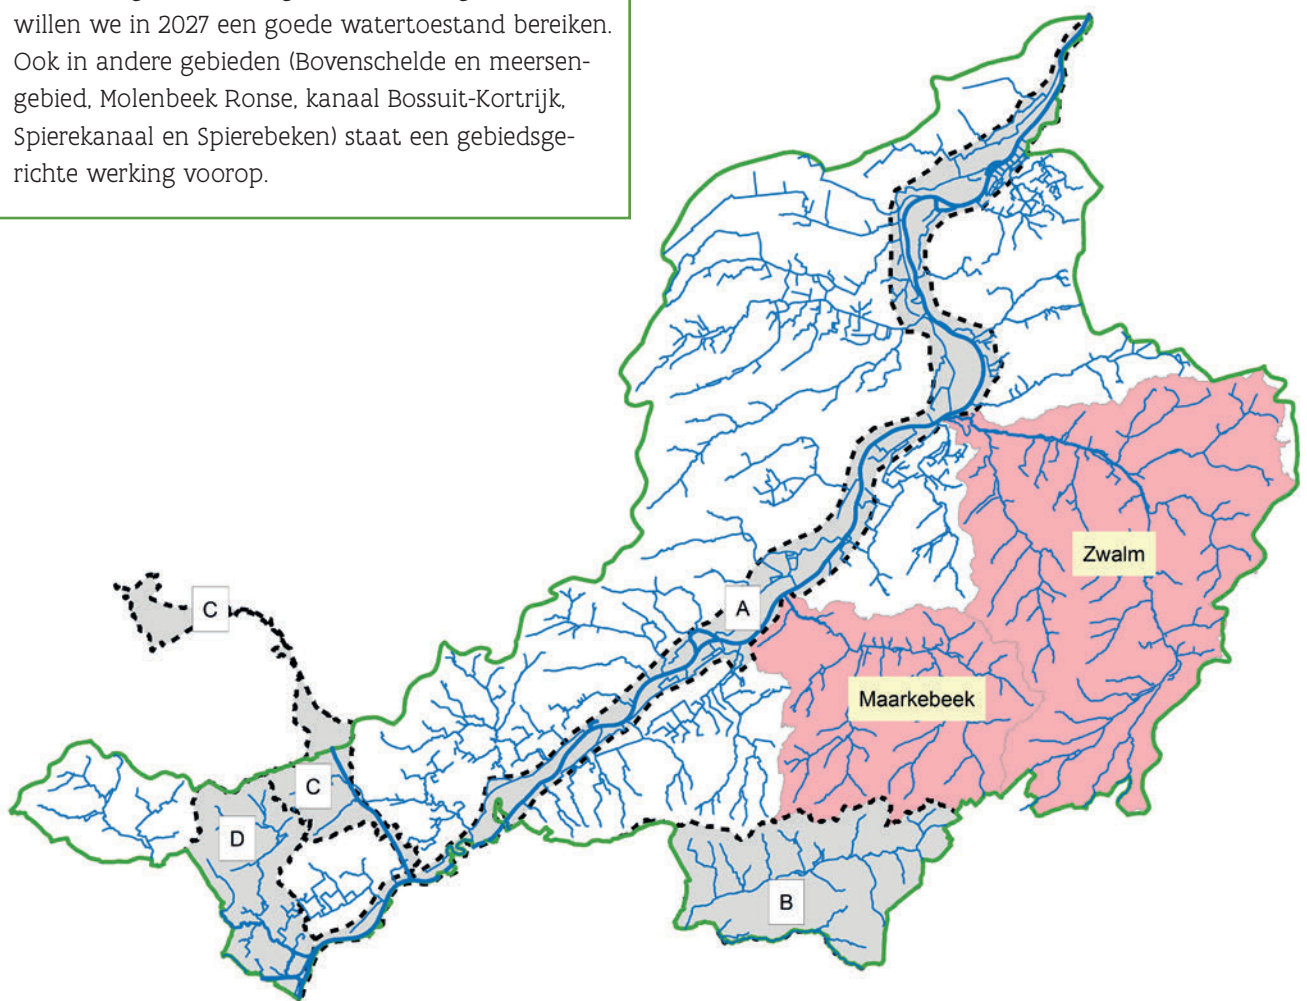 willen we in 2027 een goede watertoestand bereiken.
Ook in andere gebieden (Bovenschelde en meersen-
gebied, Molenbeek Ronse, kanaal Bossuit-Kortrijk,
Spierekanaal en Spierebeken) staat een gebiedsge-
richte werking voorop.
Zwalm
C
A
Maarkebeek
C
D
B